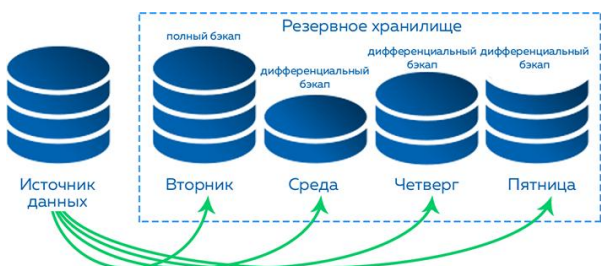 Резервное хранилище
полный бэкап
дифференциальный
бэкап
дифференциальный
бэкап
дифференциальный
бэкап
Источник
данных
Вторник
Среда
Четверг
Пятница